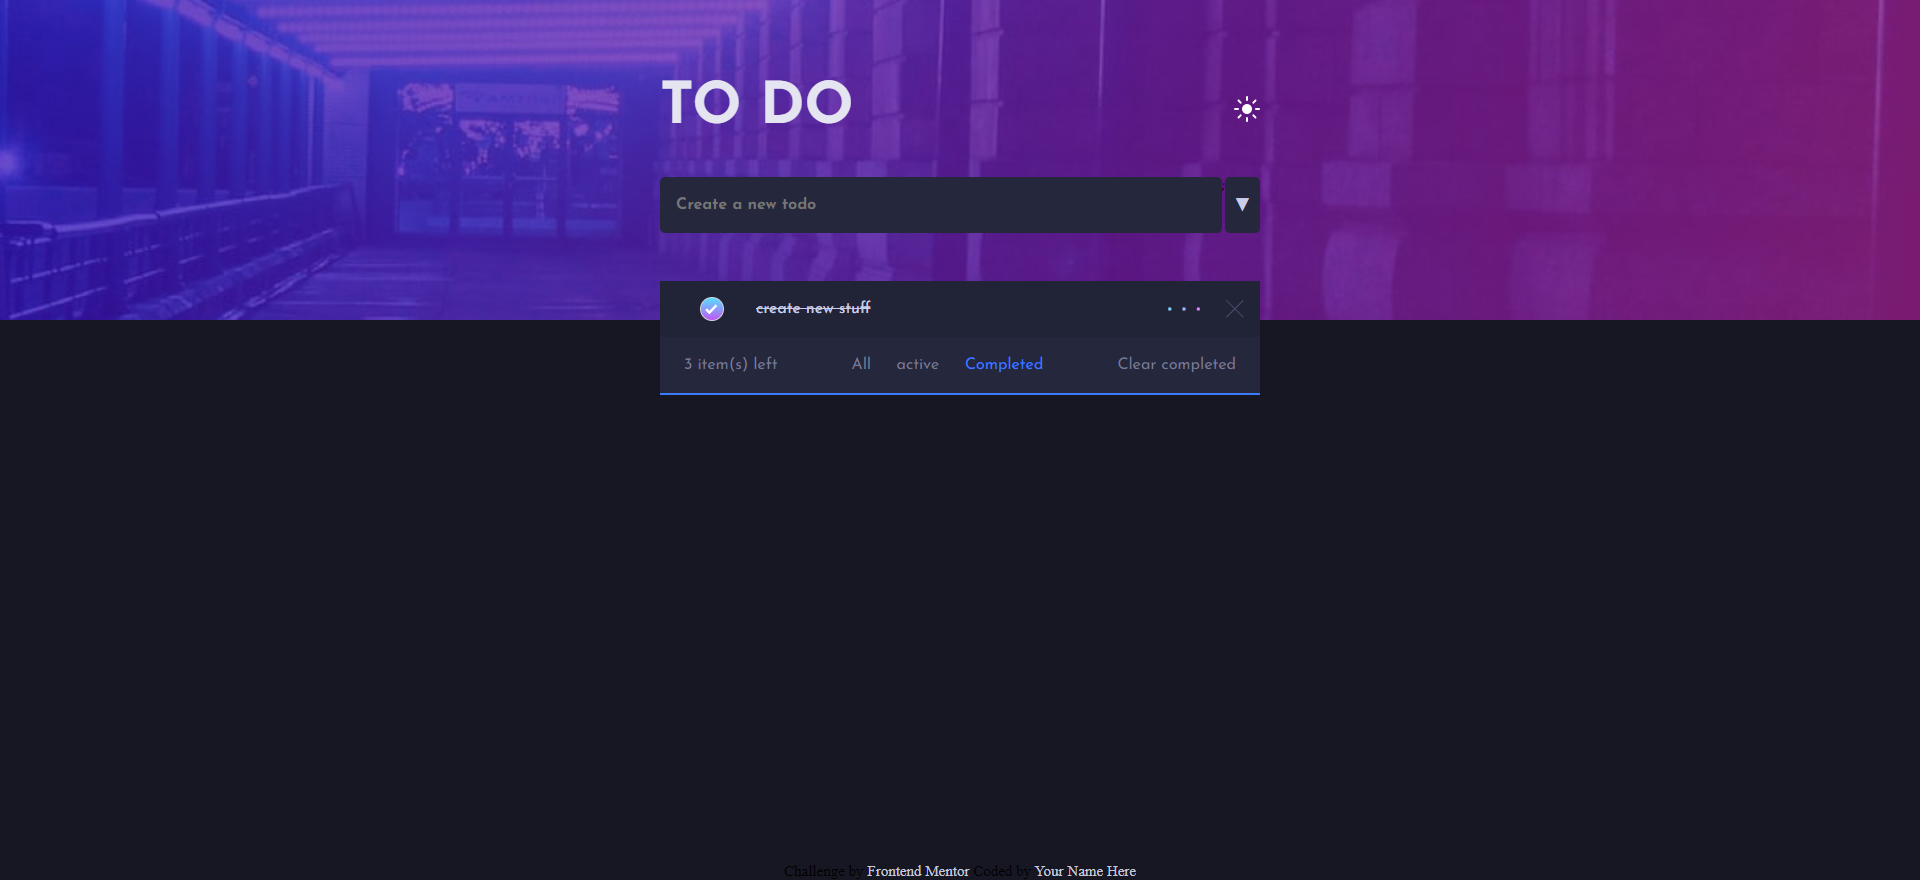 TO DO
Create a new todo
create new stuff
3 item(s) left All active Completed Clear completed
Challenge by Frontend Mentor Coded by Your Name Here